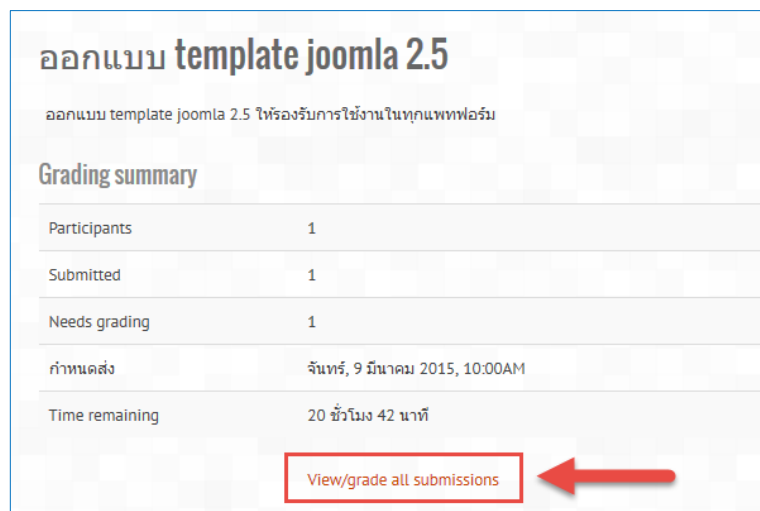 ออกแบบ template joomla 2.5
ออกแบบ template joomla 2.5 ให้รองรับการใช้งานในทุกแพทฟอร์ม
Grading summary
Participants 1
Submitted 1
Needs grading 1
กำหนดส่ง จันทร์, 9 มีนาคม 2015, 10:00AM
Time remaining 20 ชั่วโมง 42 นาที
View/grade all submissions